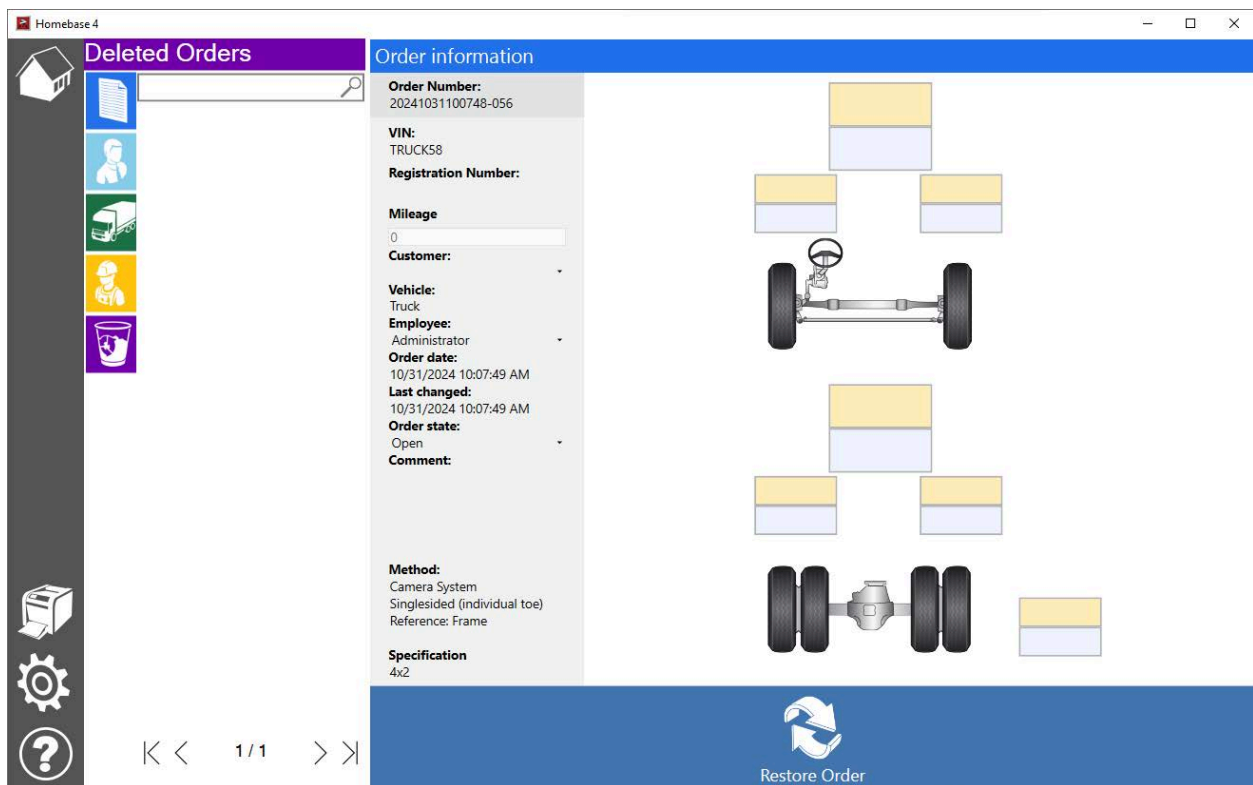 Homebase 4
Deleted Orders
Order information
Order Number:
20241031100748-056
VIN:
TRUCK58
Registration Number:
Mileage
0
Customer:
Vehicle:
Truck
Employee:
Administrator
Order date:
10/31/2024 10:07:49 AM
Last changed:
10/31/2024 10:07:49 AM
Order state:
Open
Comment:
Method:
Camera System
Singlesided (individual toe)
Reference: Frame
Specification
4x2
?
1 / 1
Restore Order